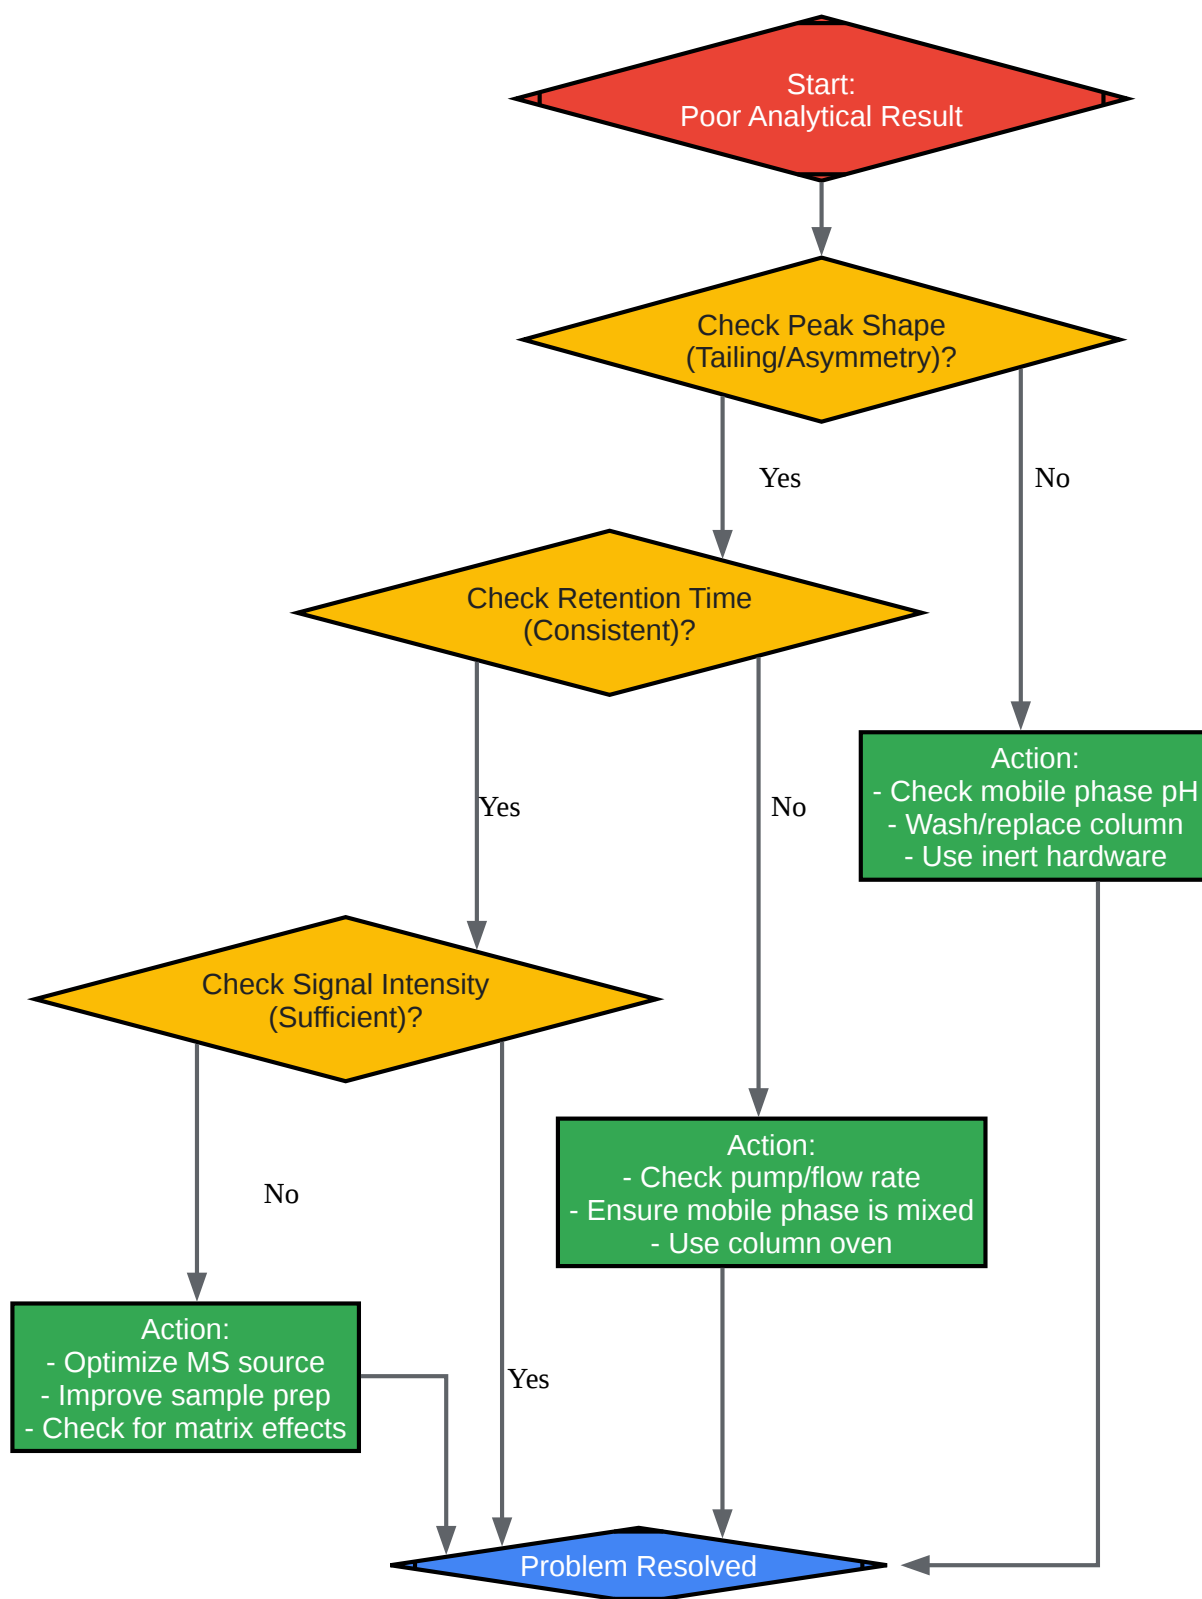 Start:
Poor Analytical Result
Check Peak Shape
(Tailing/Asymmetry)?
Yes
No
Check Retention Time
(Consistent)?
Yes
No
Action:
- Check mobile phase pH
- Wash/replace column
- Use inert hardware
Check Signal Intensity
(Sufficient)?
No
Yes
Action:
- Check pump/flow rate
- Ensure mobile phase is mixed
- Use column oven
Action:
- Optimize MS source
- Improve sample prep
- Check for matrix effects
Problem Resolved